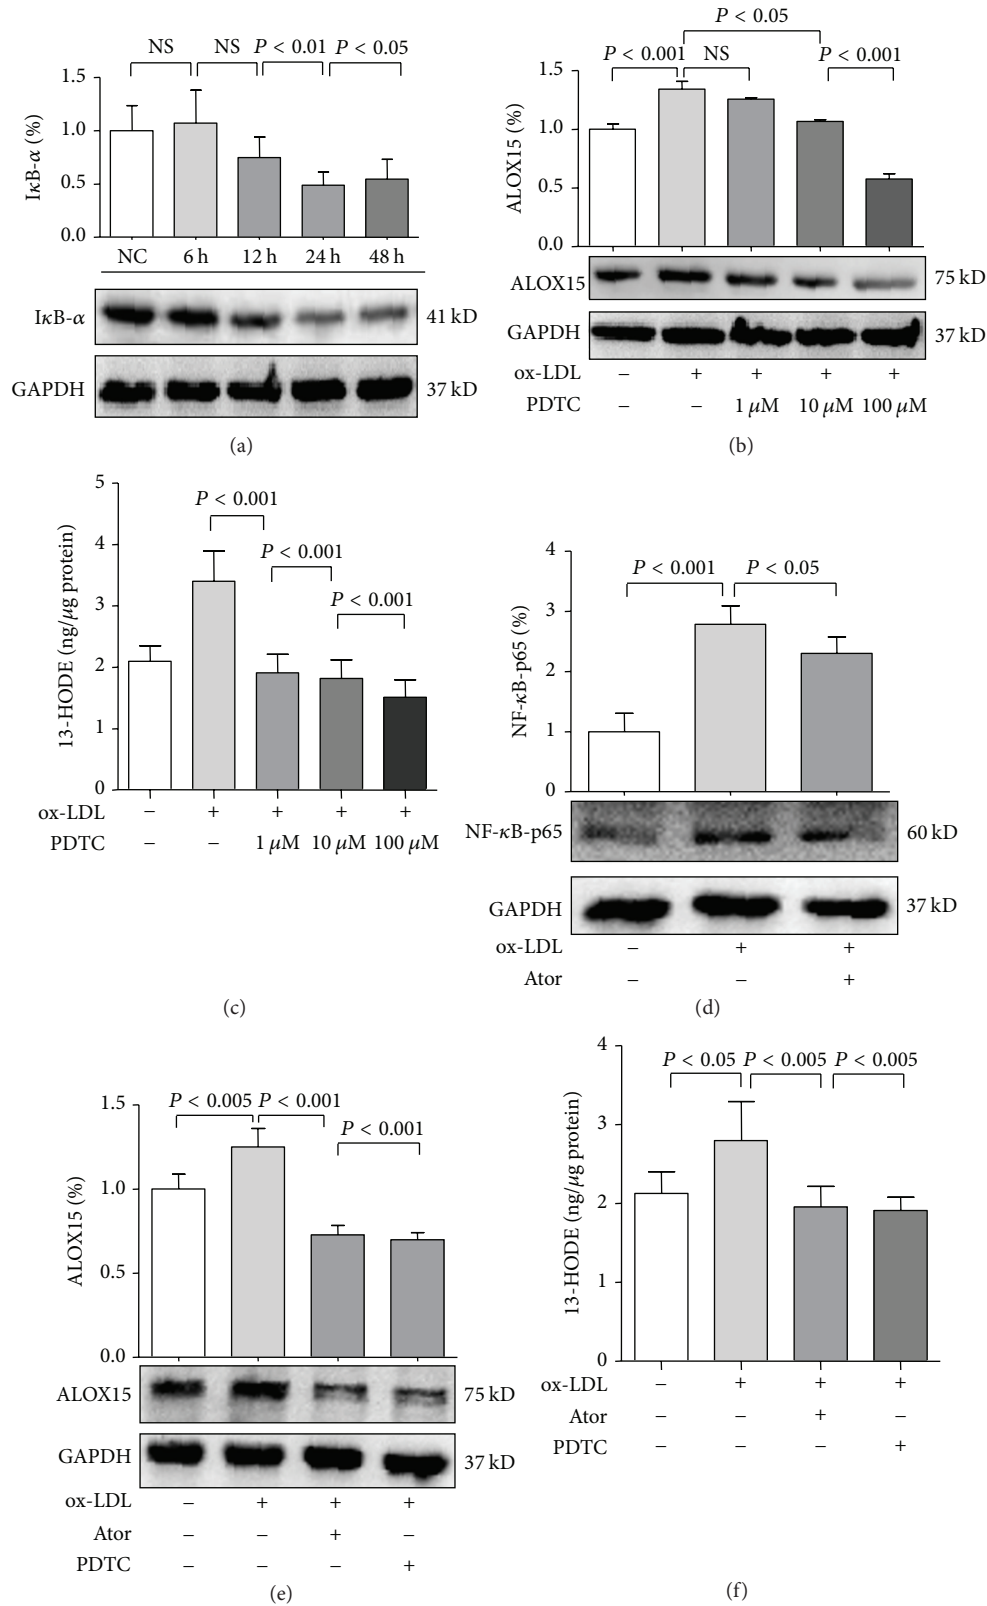 NS NS P < 0.01 P < 0.05
1.5
1.0
0.5
0.0
IκB-α (%)
NC 6 h 12 h 24 h 48 h
IκB-α 41 kD
GAPDH 37 kD
(a)
P < 0.05
P < 0.001 NS P < 0.001
1.5
1.0
0.5
0.0
ALOX15 (%)
ALOX15 75 kD
GAPDH 37 kD
ox-LDL − + + + +
PDTC − − 1 μM 10 μM 100 μM
(b)
5
4
3
2
1
0
13-HODE (ng/μg protein)
P < 0.001
P < 0.001
P < 0.001
ox-LDL − + + + +
PDTC − − 1 μM 10 μM 100 μM
(c)
4
3
2
1
0
NF-κB-p65 (%)
P < 0.001 P < 0.05
NF-κB-p65 60 kD
GAPDH 37 kD
ox-LDL − + +
Ator − − +
(d)
1.5
1.0
0.5
0.0
ALOX15 (%)
P < 0.005 P < 0.001
P < 0.001
ALOX15 75 kD
GAPDH 37 kD
ox-LDL − + + +
Ator − − + −
PDTC − − − +
(e)
4
3
2
1
0
13-HODE (ng/μg protein)
P < 0.05 P < 0.005 P < 0.005
ox-LDL − + + +
Ator − − + −
PDTC − − − +
(f)